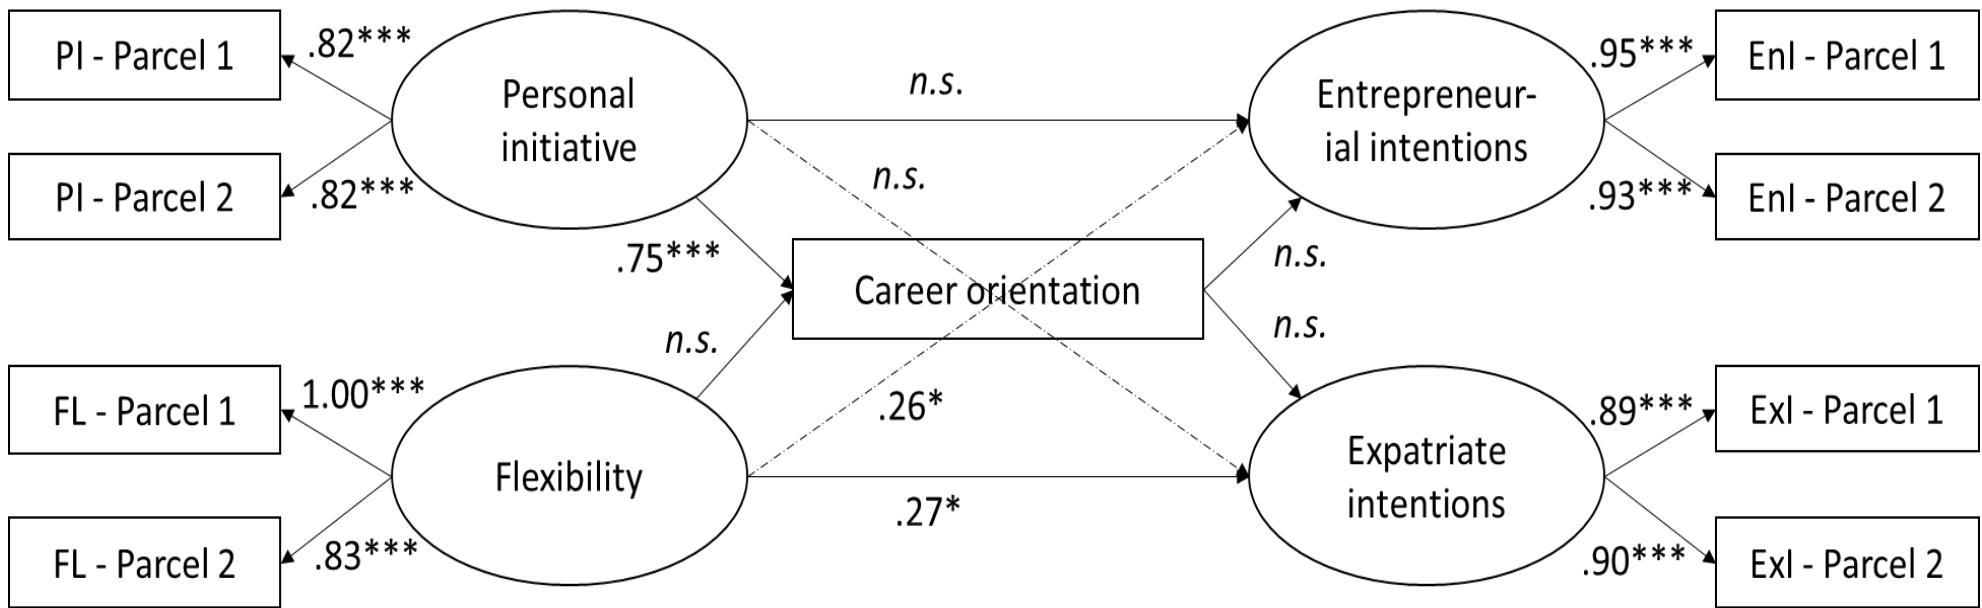 PI - Parcel 1
.82***
Personal
initiative
n.s.
Entrepreneur-
ial intentions
.95***
EnI - Parcel 1
PI - Parcel 2
.82***
n.s.
.93***
EnI - Parcel 2
.75***
Career orientation
n.s.
n.s.
n.s.
FL - Parcel 1
1.00***
Flexibility
.26*
.27*
Expatriate
intentions
.89***
ExI - Parcel 1
FL - Parcel 2
.83***
.90***
ExI - Parcel 2